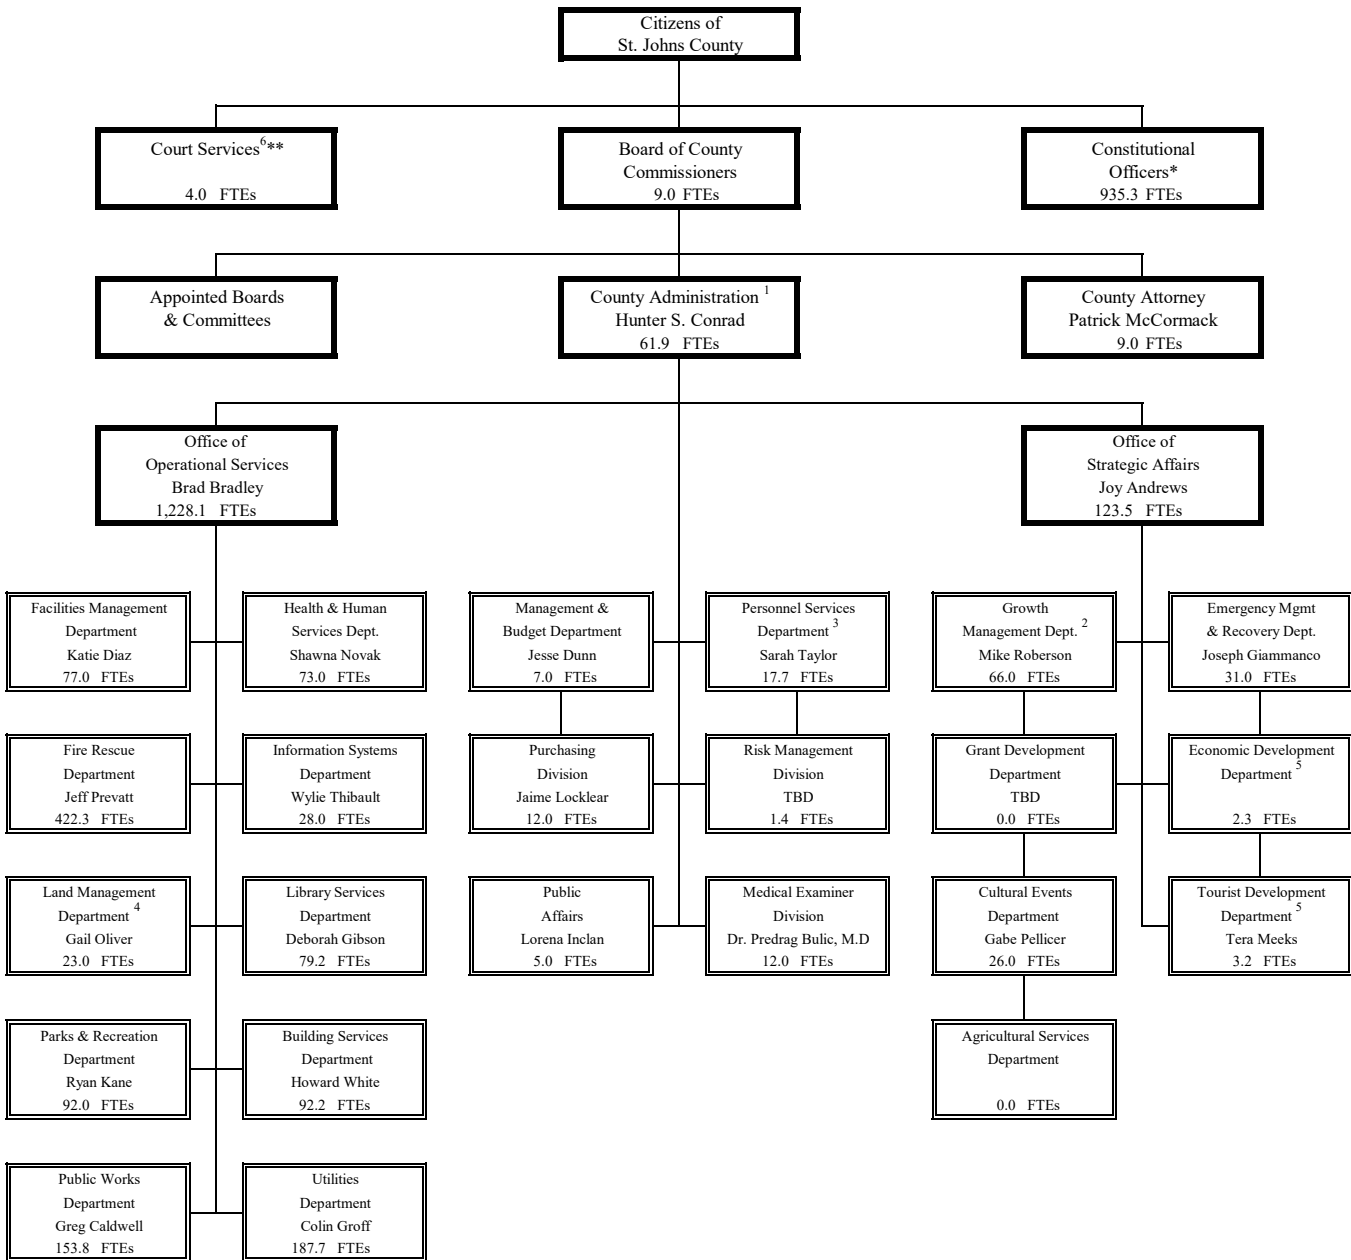 Citizens of
St. Johns County
Court Services 6**
4.0 FTEs
Board of County
Commissioners
9.0 FTEs
Constitutional
Officers*
935.3 FTEs
Appointed Boards
& Committees
County Administration 1
Hunter S. Conrad
61.9 FTEs
County Attorney
Patrick McCormack
9.0 FTEs
Office of
Operational Services
Brad Bradley
1,228.1 FTEs
Office of
Strategic Affairs
Joy Andrews
123.5 FTEs
Facilities Management
Department
Katie Diaz
77.0 FTEs
Health & Human
Services Dept.
Shawna Novak
73.0 FTEs
Management &
Budget Department
Jesse Dunn
7.0 FTEs
Personnel Services
Department 3
Sarah Taylor
17.7 FTEs
Growth
Management Dept. 2
Mike Roberson
66.0 FTEs
Emergency Mgmt
& Recovery Dept.
Joseph Giammanco
31.0 FTEs
Fire Rescue
Department
Jeff Prevatt
422.3 FTEs
Information Systems
Department
Wylie Thibault
28.0 FTEs
Purchasing
Division
Jaime Locklear
12.0 FTEs
Risk Management
Division
TBD
1.4 FTEs
Grant Development
Department
TBD
0.0 FTEs
Economic Development
Department 5
2.3 FTEs
Land Management
Department 4
Gail Oliver
23.0 FTEs
Library Services
Department
Deborah Gibson
79.2 FTEs
Public
Affairs
Lorena Inclan
5.0 FTEs
Medical Examiner
Division
Dr. Predrag Bulic, M.D
12.0 FTEs
Cultural Events
Department
Gabe Pellicer
26.0 FTEs
Tourist Development
Department 5
Tera Meeks
3.2 FTEs
Parks & Recreation
Department
Ryan Kane
92.0 FTEs
Building Services
Department
Howard White
92.2 FTEs
Agricultural Services
Department
0.0 FTEs
Public Works
Department
Greg Caldwell
153.8 FTEs
Utilities
Department
Colin Groff
187.7 FTEs